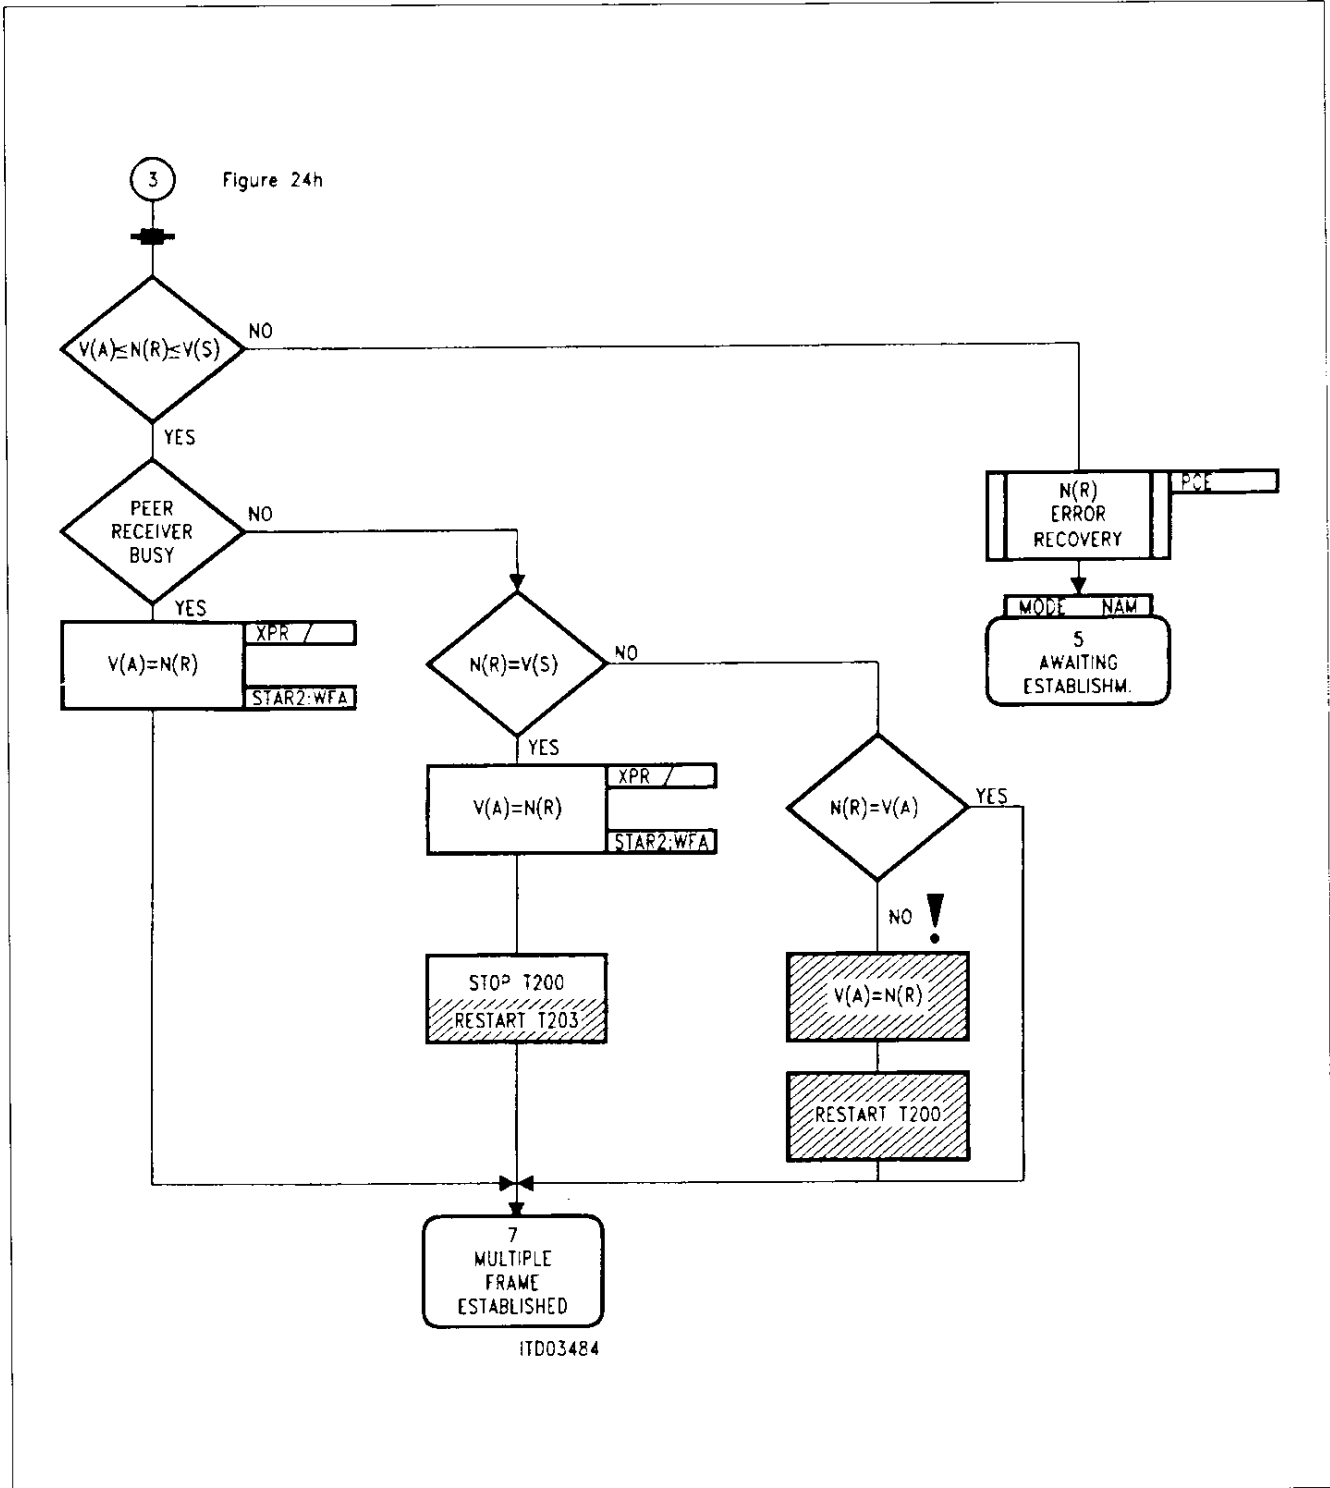 3
Figure 24h
V(A)≤N(R)≤V(S)
NO
YES
PEER
RECEIVER
BUSY
NO
YES
N(R)
ERROR
RECOVERY
PCE
MODE NAM
5
AWAITING
ESTABLISHM.
V(A)=N(R)
XPR /
STAR2:WFA
N(R)=V(S)
NO
YES
V(A)=N(R)
XPR /
STAR2:WFA
N(R)=V(A)
YES
NO !
V(A)=N(R)
STOP T200
RESTART T203
RESTART T200
7
MULTIPLE
FRAME
ESTABLISHED
ITD03484